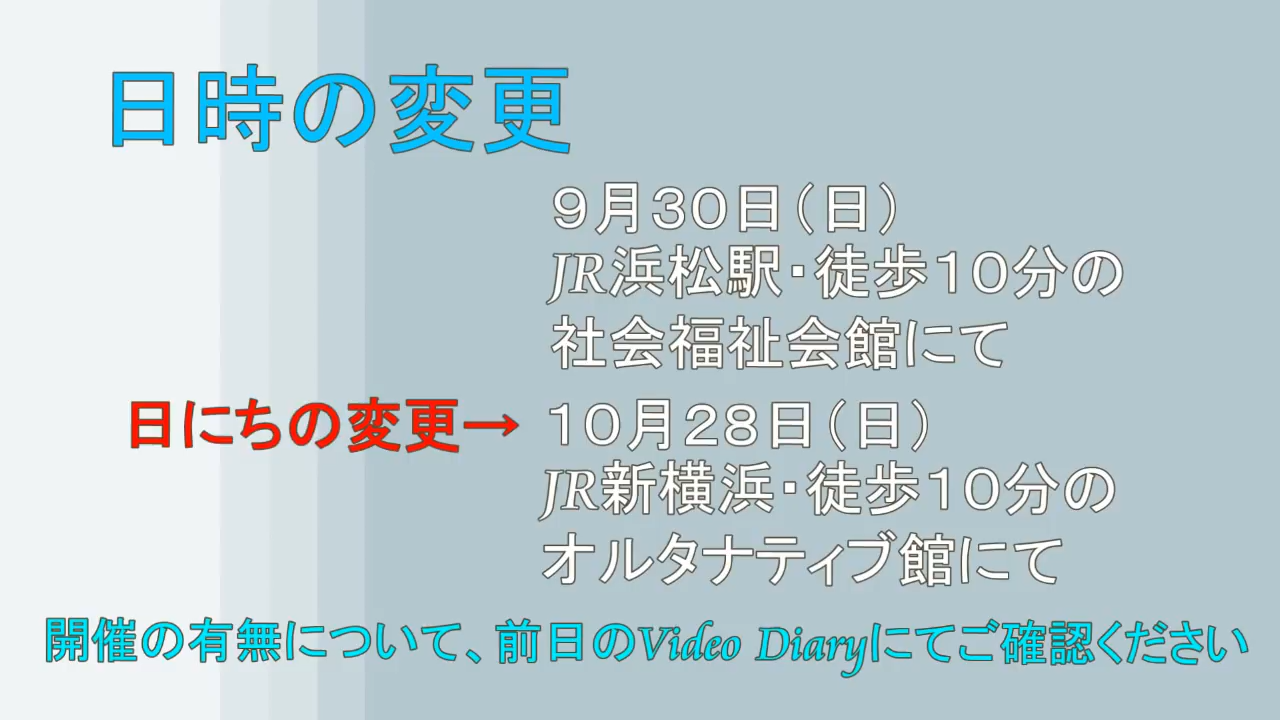 日時の変更
9月30日(日)
JR浜松駅・徒歩10分の
社会福祉会館にて
日にちの変更→ 10月28日(日)
JR新横浜・徒歩10分の
オルタナティブ館にて
開催の有無について、前日のVideo Diaryにてご確認ください